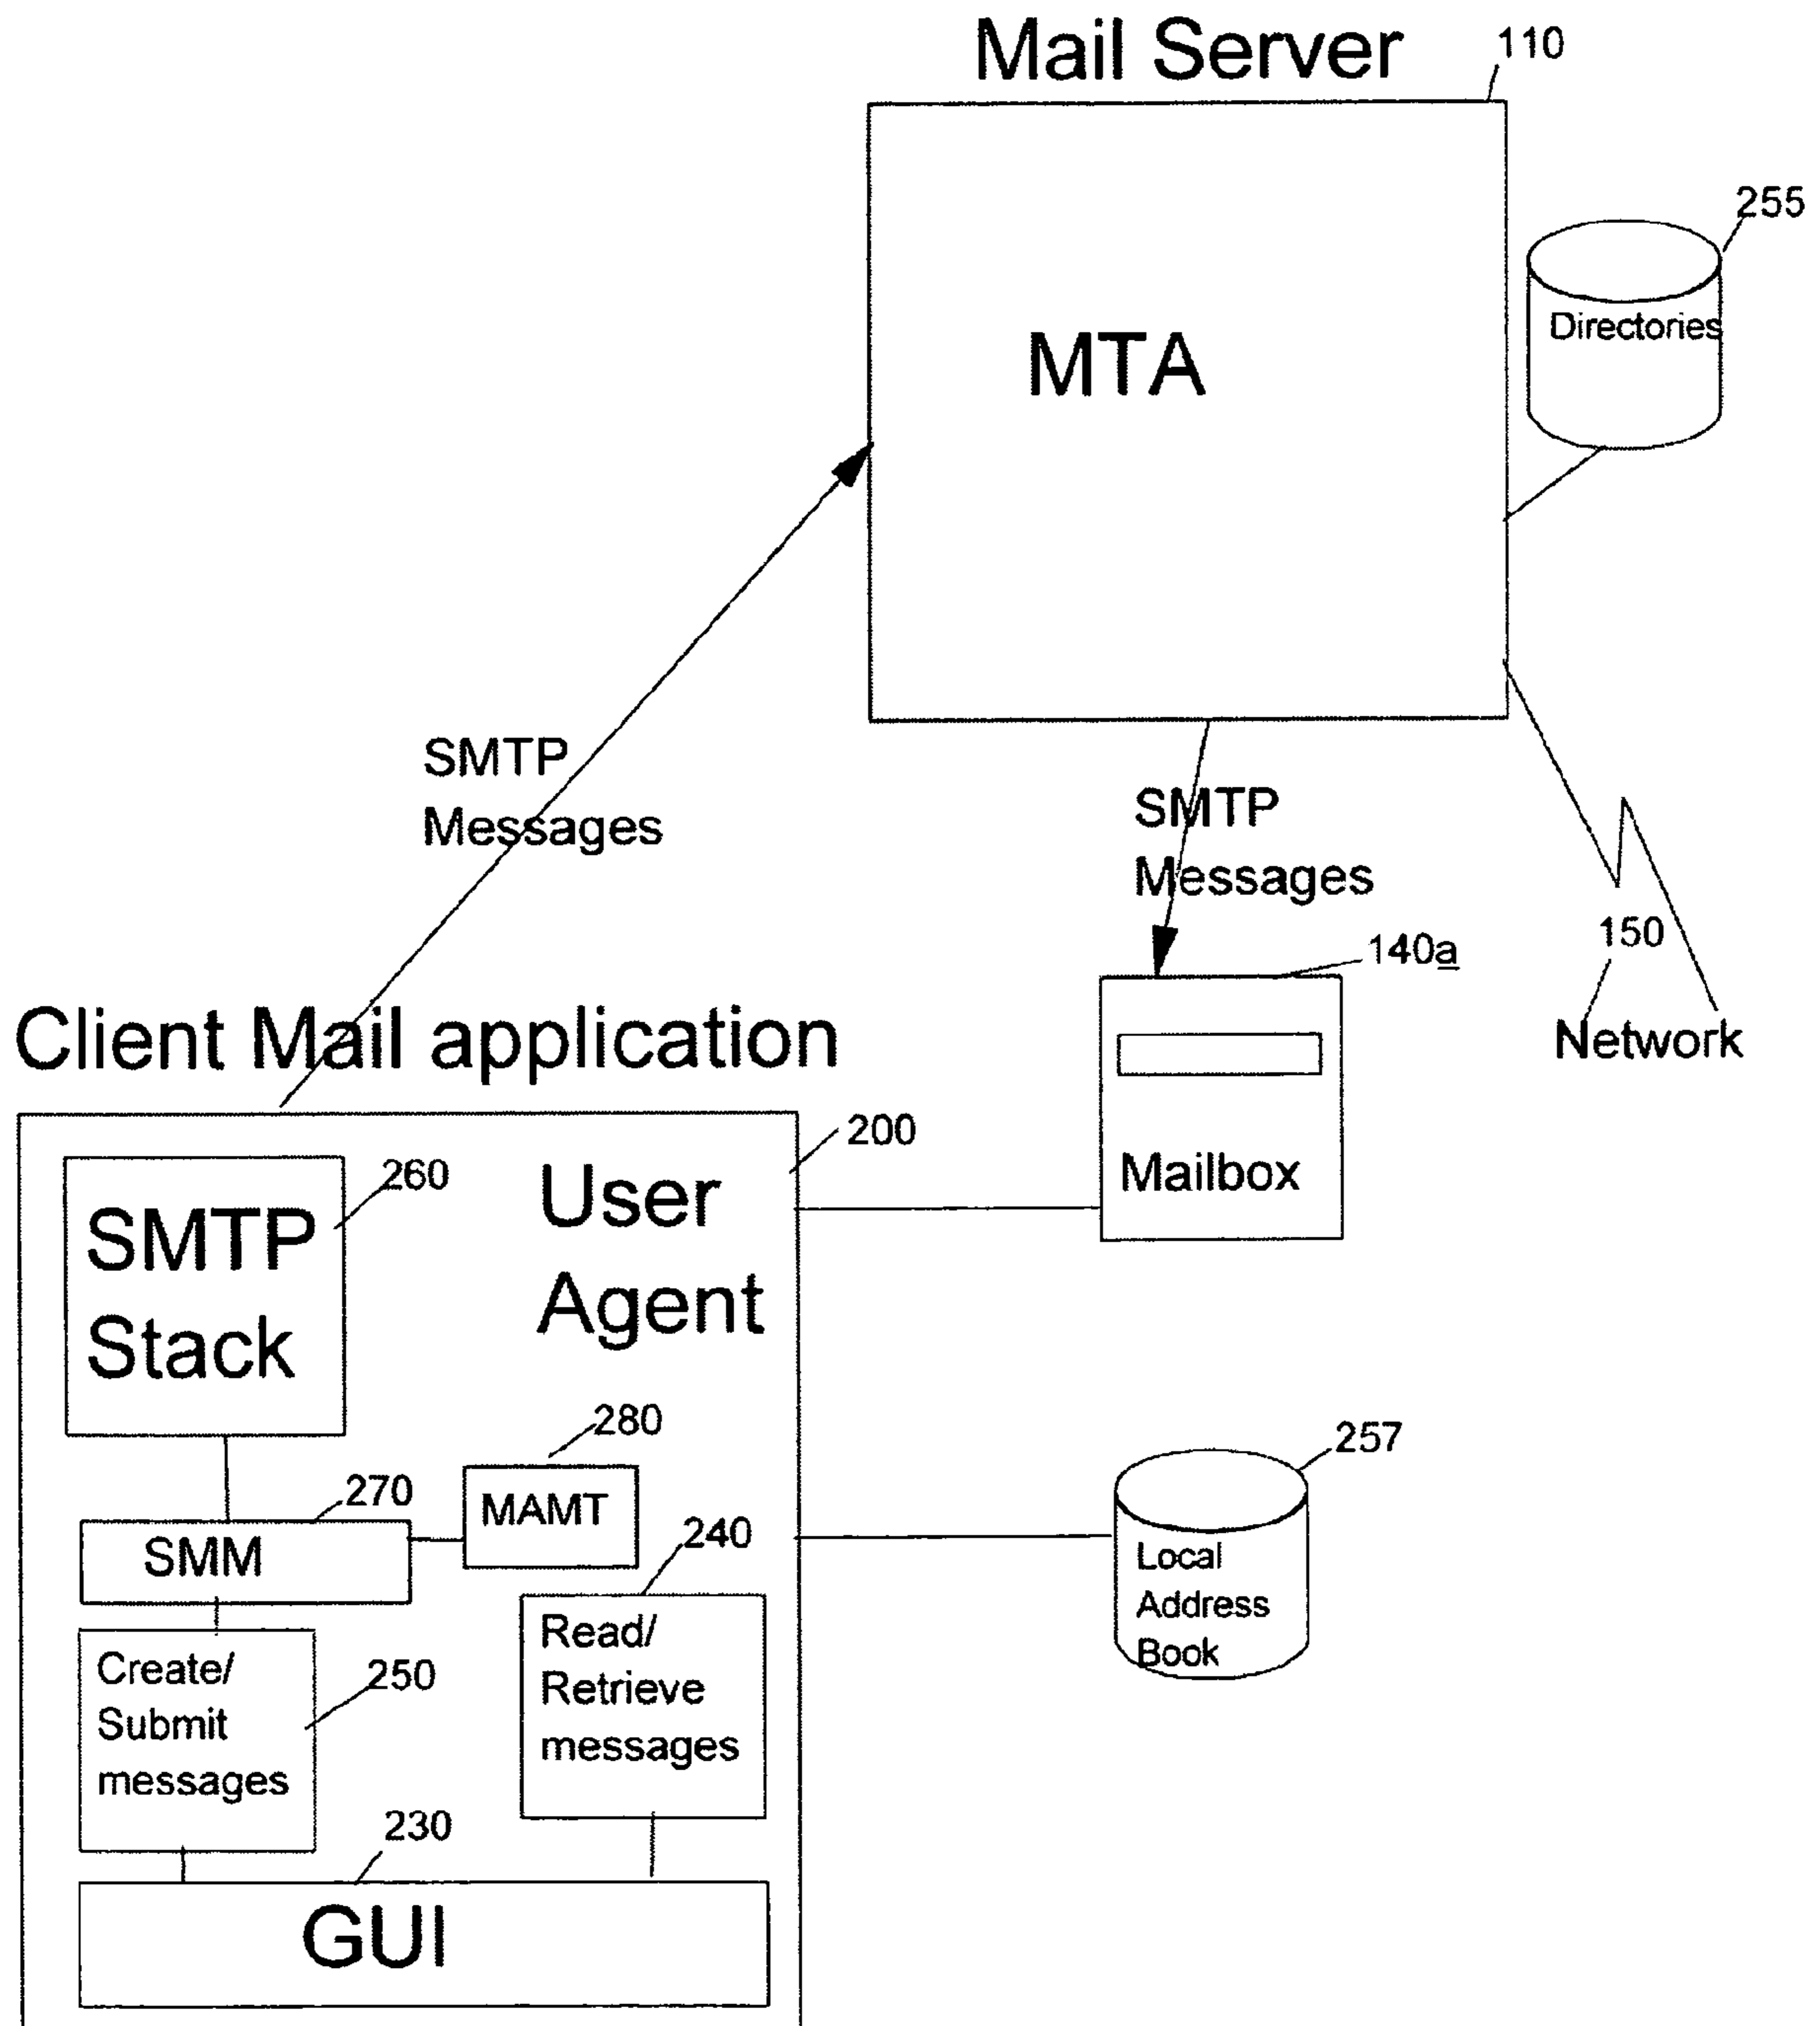 Mail Server
110
255
Directories
MTA
SMTP
Messages
SMTP
Messages
150
Network
140a
Mailbox
Client Mail application
200
User
Agent
260
SMTP
Stack
280
MAMT
270
SMM
240
Read/
Retrieve
messages
250
Create/
Submit
messages
230
GUI
257
Local
Address
Book